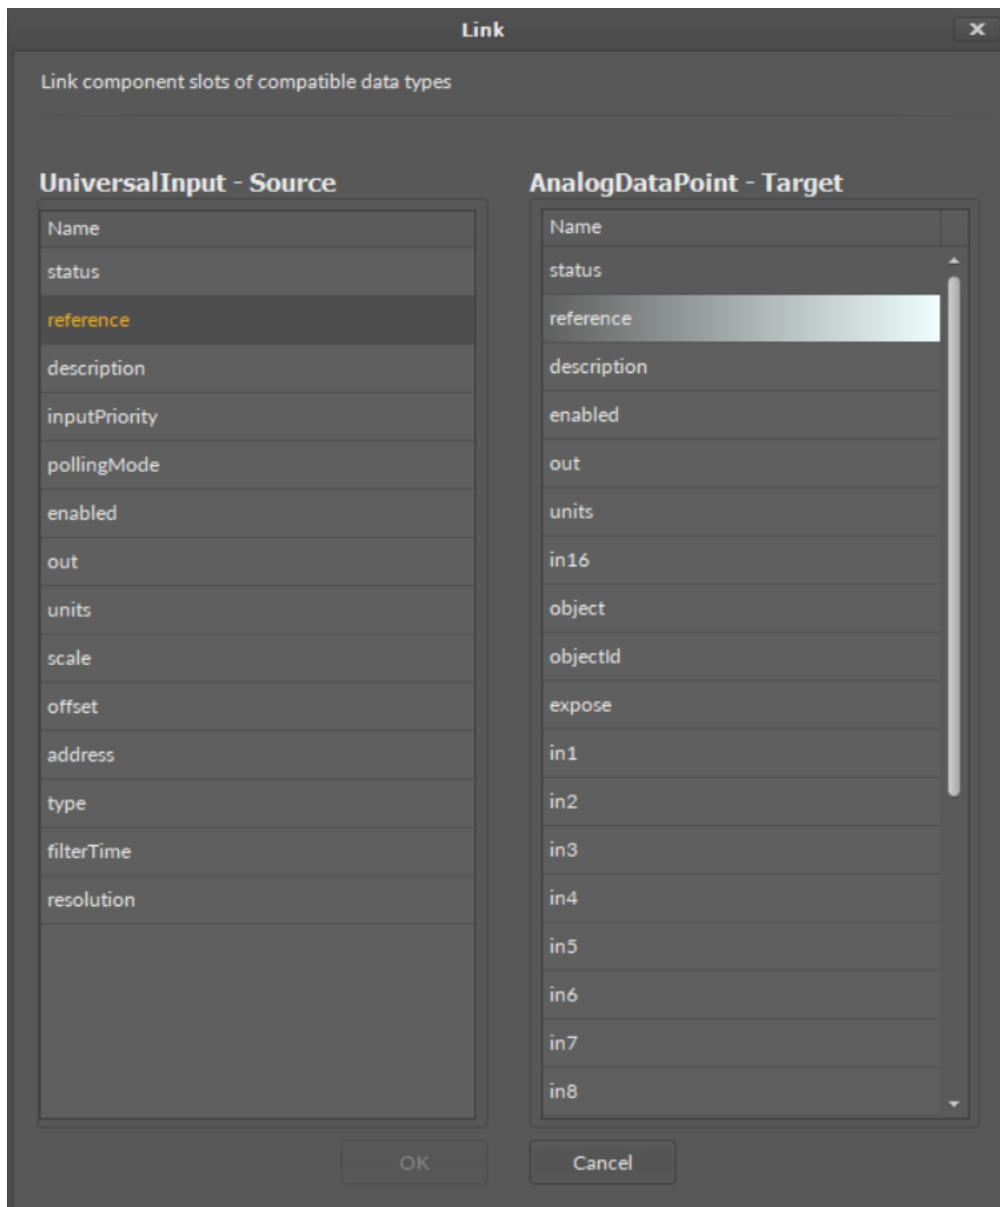 Link
Link component slots of compatible data types
UniversalInput - Source
Name
status
reference
description
inputPriority
pollingMode
enabled
out
units
scale
offset
address
type
filterTime
resolution
AnalogDataPoint - Target
Name
status
reference
description
enabled
out
units
in16
object
objectId
expose
in1
in2
in3
in4
in5
in6
in7
in8
OK
Cancel